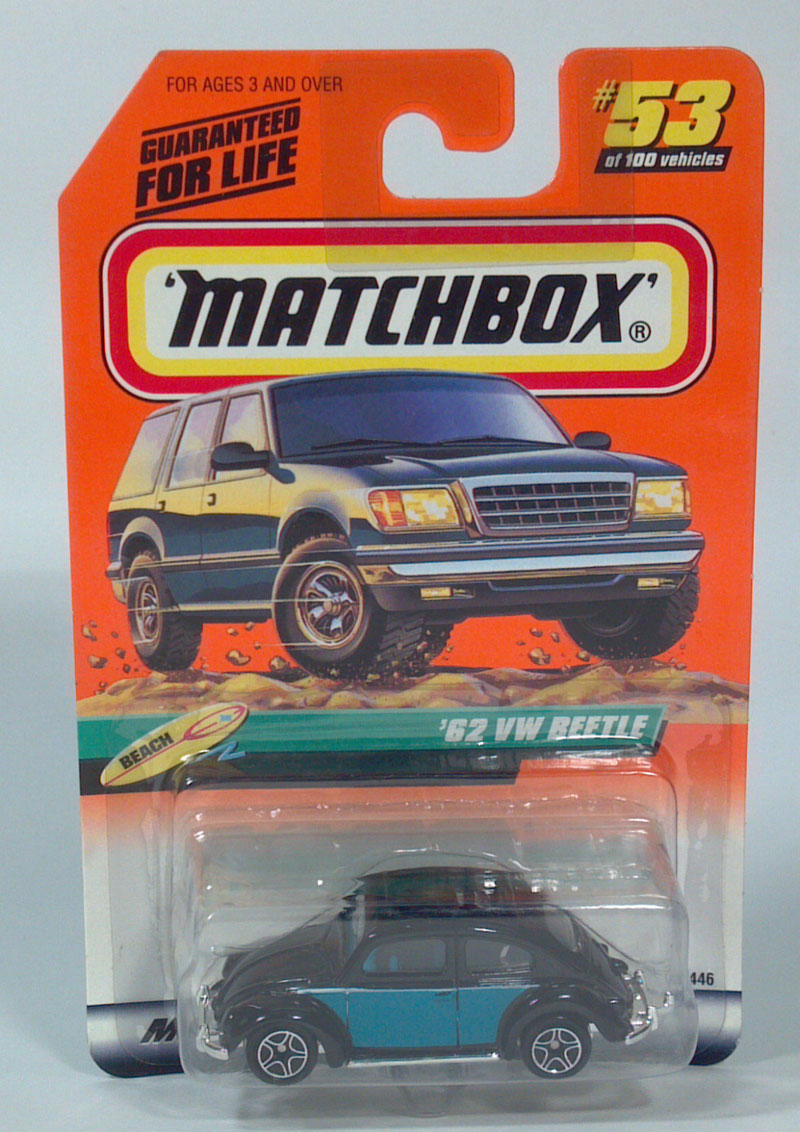 FOR AGES 3 AND OVER
GUARANTEED
FOR LIFE
#53
of 100 vehicles
'MATCHBOX'®
BEACH
'62 VW BEETLE
446
M